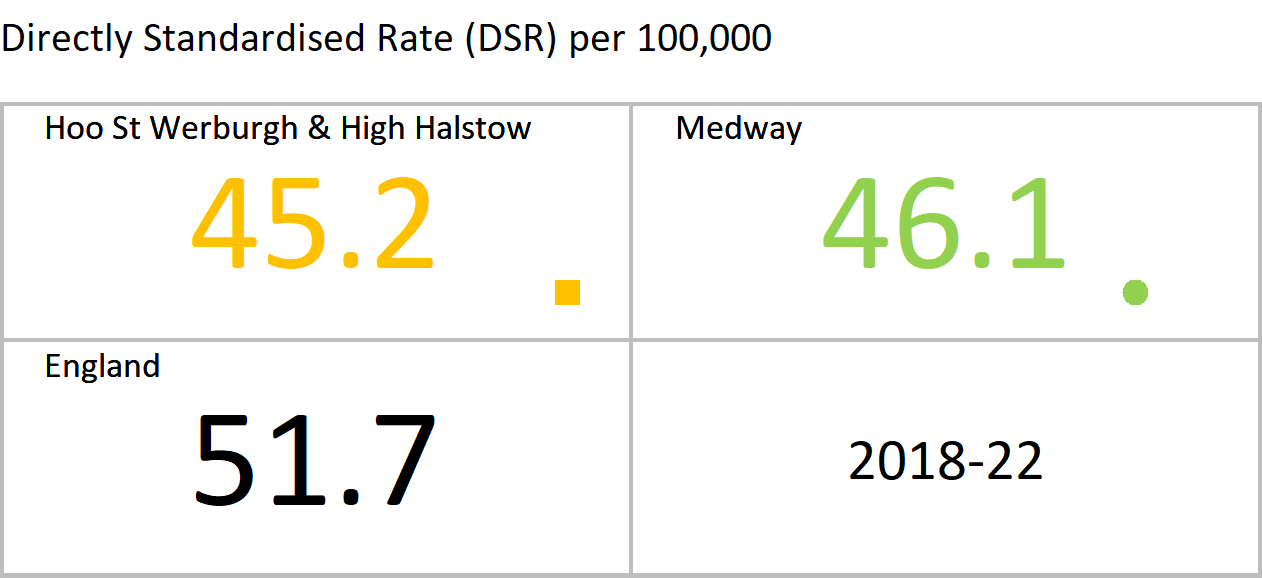 Directly Standardised Rate (DSR) per 100,000
Hoo St Werburgh & High Halstow
45.2
Medway
46.1
England
51.7
2018-22